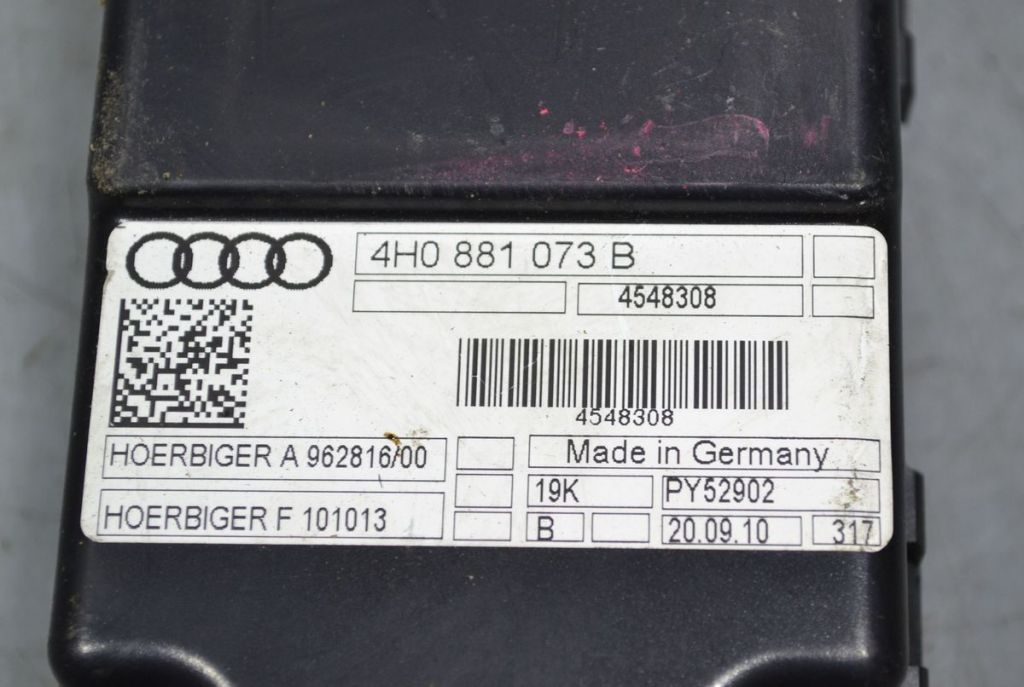 4H0 881 073 B
4548308
4548308
HOERBIGER A 962816/00
Made in Germany
19K PY52902
HOERBIGER F 101013
B 20.09.10 317